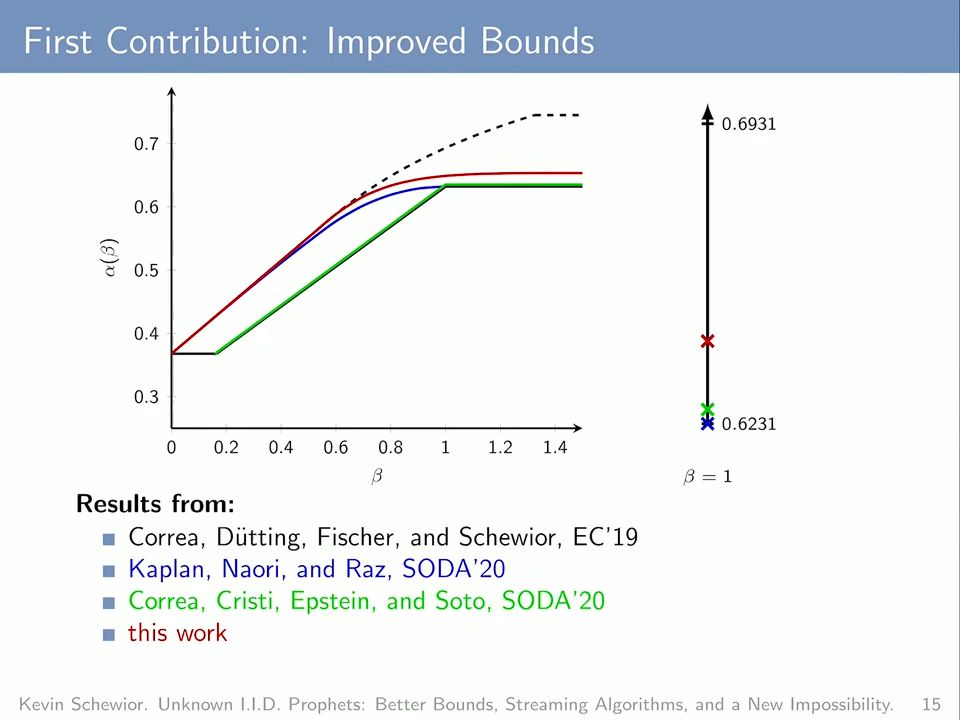 First Contribution: Improved Bounds
0.7
0.6
0.5
0.4
0.3
α(β)
0 0.2 0.4 0.6 0.8 1 1.2 1.4
β
0.6931
0.6231
β = 1
Results from:
Correa, Dütting, Fischer, and Schewior, EC'19
Kaplan, Naori, and Raz, SODA'20
Correa, Cristi, Epstein, and Soto, SODA'20
this work
Kevin Schewior. Unknown I.I.D. Prophets: Better Bounds, Streaming Algorithms, and a New Impossibility. 15